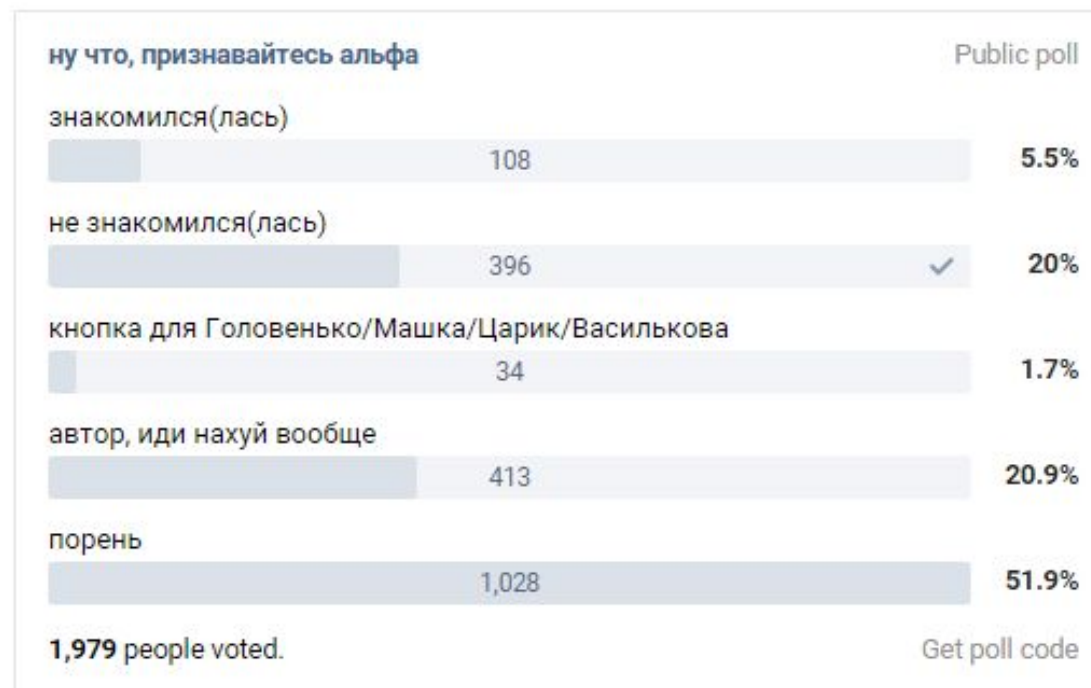 ну что, признавайтесь альфа Public poll
знакомился(лась)
108 5.5%
не знакомился(лась)
396 20%
кнопка для Головенько/Машка/Царик/Василькова
34 1.7%
автор, иди нахуй вообще
413 20.9%
порень
1,028 51.9%
1,979 people voted. Get poll code